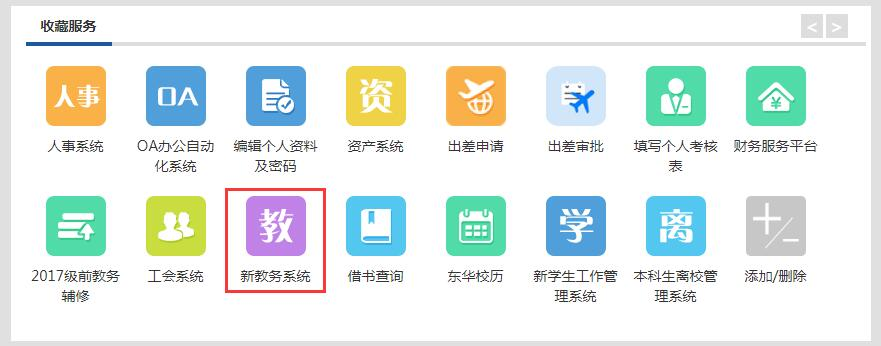 收藏服务
< >
人事 OA 资
人事系统 OA办公自动 编辑个人资料 资产系统 出差申请 出差审批 填写个人考核 财务服务平台
化系统 及密码 表
教 学 离
2017级前教务 工会系统 新教务系统 借书查询 东华校历 新学生工作管 本科生离校管 添加/删除
辅修 理系统 理系统